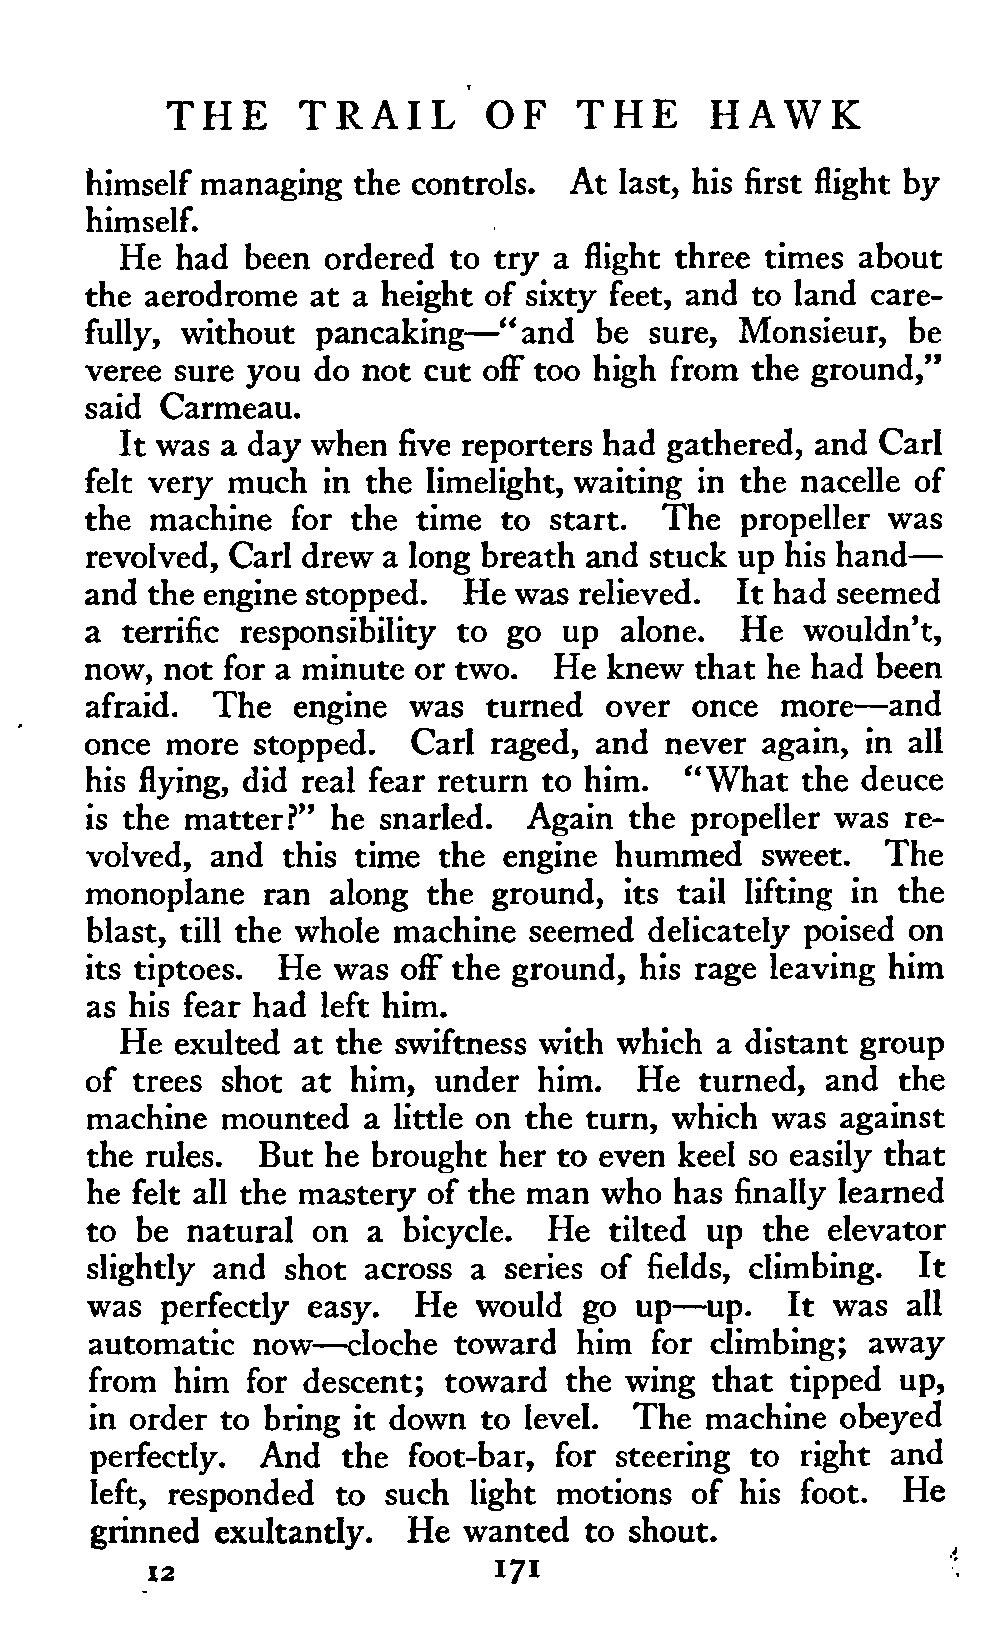 THE TRAIL OF THE HAWK
himself managing the controls. At last, his first flight by
himself.
He had been ordered to try a flight three times about
the aerodrome at a height of sixty feet, and to land care-
fully, without pancaking—“and be sure, Monsieur, be
veree sure you do not cut off too high from the ground,”
said Carmeau.
It was a day when five reporters had gathered, and Carl
felt very much in the limelight, waiting in the nacelle of
the machine for the time to start. The propeller was
revolved, Carl drew a long breath and stuck up his hand—
and the engine stopped. He was relieved. It had seemed
a terrific responsibility to go up alone. He wouldn’t,
now, not for a minute or two. He knew that he had been
afraid. The engine was turned over once more—and
once more stopped. Carl raged, and never again, in all
his flying, did real fear return to him. “What the deuce
is the matter?” he snarled. Again the propeller was re-
volved, and this time the engine hummed sweet. The
monoplane ran along the ground, its tail lifting in the
blast, till the whole machine seemed delicately poised on
its tiptoes. He was off the ground, his rage leaving him
as his fear had left him.
He exulted at the swiftness with which a distant group
of trees shot at him, under him. He turned, and the
machine mounted a little on the turn, which was against
the rules. But he brought her to even keel so easily that
he felt all the mastery of the man who has finally learned
to be natural on a bicycle. He tilted up the elevator
slightly and shot across a series of fields, climbing. It
was perfectly easy. He would go up—up. It was all
automatic now—cloche toward him for climbing; away
from him for descent; toward the wing that tipped up,
in order to bring it down to level. The machine obeyed
perfectly. And the foot-bar, for steering to right and
left, responded to such light motions of his foot. He
grinned exultantly. He wanted to shout.
12 171